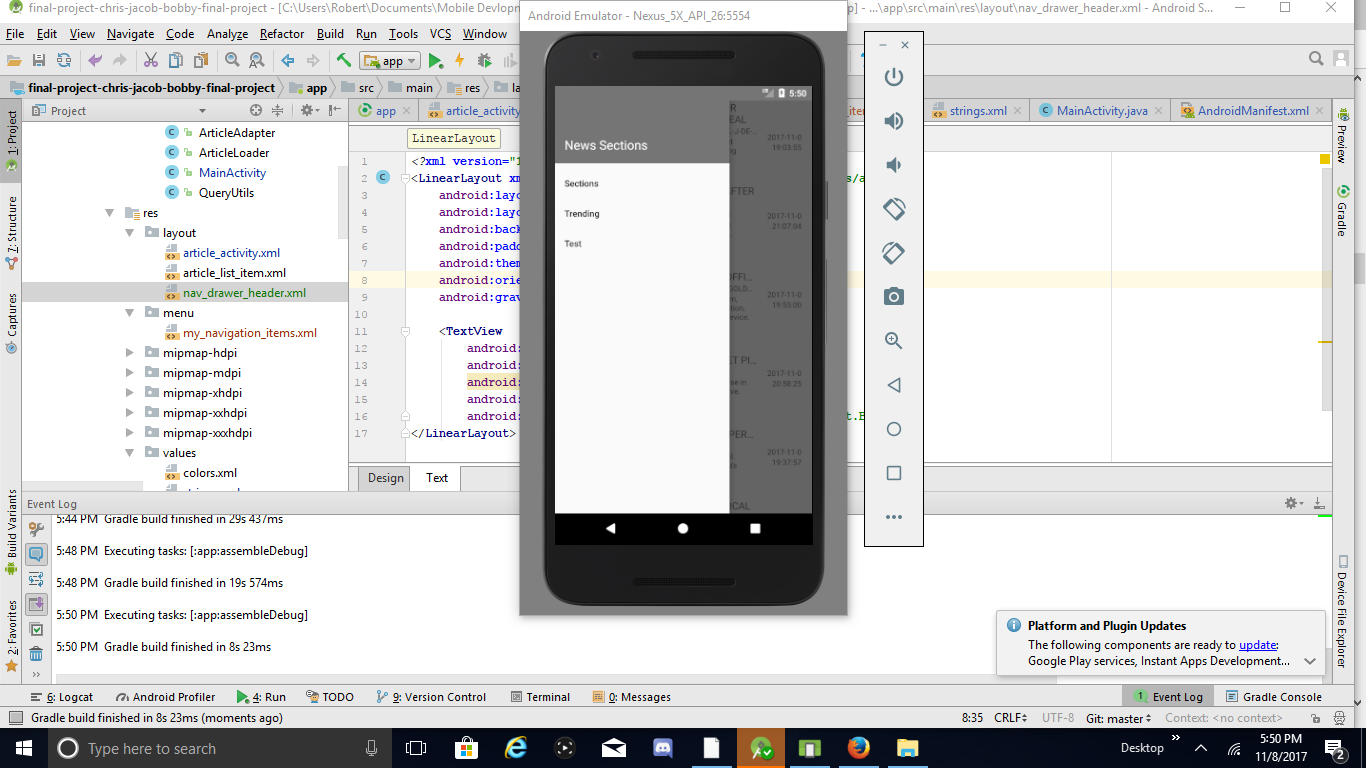 final-project-chris-jacob-bobby-final-project - [C:\Users\Robert\Documents\Mobile Devlopm
p] - ...\app\src\main\res\layout\nav_drawer_header.xml - Android S...
Android Emulator - Nexus_5X_API_26:5554
File Edit View Navigate Code Analyze Refactor Build Run Tools VCS Window
app
final-project-chris-jacob-bobby-final-project app src main res la
Project
app article_activity strings.xml MainActivity.java AndroidManifest.xml
1: Project
7: Structure
Captures
Build Variants
2: Favorites
ArticleAdapter
ArticleLoader
MainActivity
QueryUtils
res
layout
article_activity.xml
article_list_item.xml
nav_drawer_header.xml
menu
my_navigation_items.xml
mipmap-hdpi
mipmap-mdpi
mipmap-xhdpi
mipmap-xxhdpi
mipmap-xxxhdpi
values
colors.xml
LinearLayout
1 <?xml version="1
2 <LinearLayout xm
s/a
3 android:layo
4 android:layo
5 android:back
6 android:padd
7 android:them
8 android:orie
9 android:grav
10
11 <TextView
12 android:
13 android:
14 android:
15 android:
16 android:
t.B
17 </LinearLayout>
Design Text
5:50
News Sections
Sections
Trending
Test
R
EAL
-J-DE-...
2017-11-0
19:03:55
AFTER
2017-11-0
21:07:04
OFFI...
GOLD...
2017-11-0
19:55:00
vice.
ET PI...
2017-11-0
20:58:25
se in
ve.
PER...
2017-11-0
19:37:57
ICAL
Preview
Gradle
Device File Explorer
Event Log
5:44 PM Gradle build finished in 29s 437ms
5:48 PM Executing tasks: [:app:assembleDebug]
5:48 PM Gradle build finished in 19s 574ms
5:50 PM Executing tasks: [:app:assembleDebug]
5:50 PM Gradle build finished in 8s 23ms
Platform and Plugin Updates
The following components are ready to update:
Google Play services, Instant Apps Development...
6: Logcat Android Profiler 4: Run TODO 9: Version Control Terminal 0: Messages 1 Event Log Gradle Console
Gradle build finished in 8s 23ms (moments ago) 8:35 CRLF UTF-8 Git: master Context: <no context>
Type here to search
Desktop
5:50 PM
11/8/2017
2